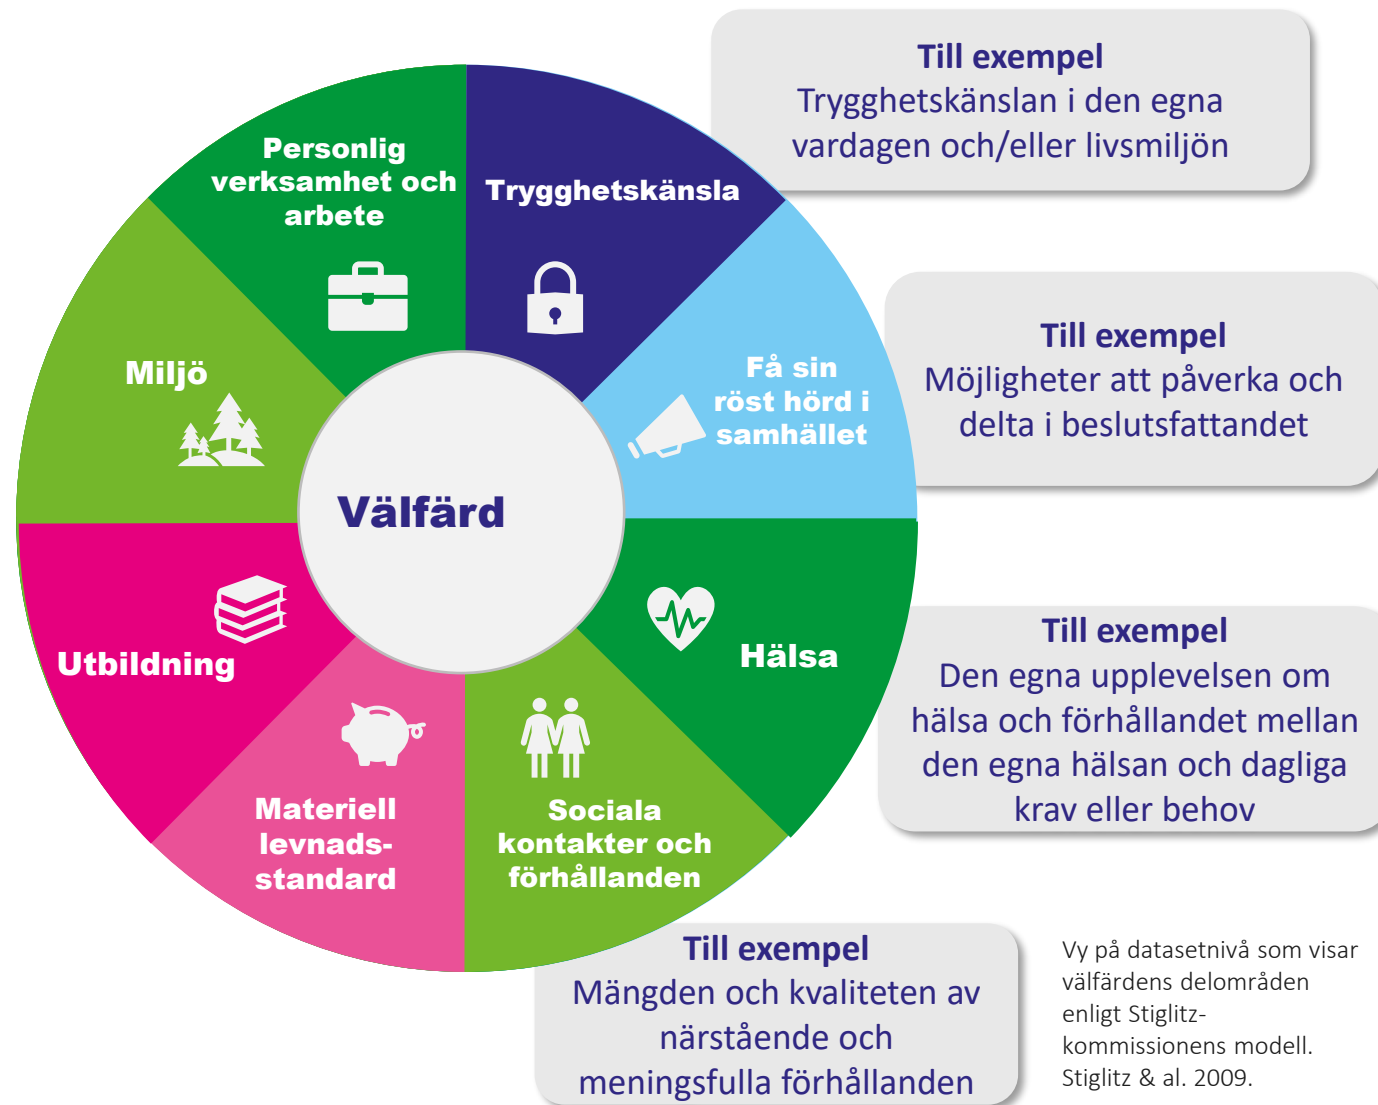 Till exempel
Trygghetskänslan i den egna
vardagen och/eller livsmiljön
Personlig
verksamhet och
arbete
Trygghetskänsla
Till exempel
Möjligheter att påverka och
delta i beslutsfattandet
Miljö
Få sin
röst hörd i
samhället
Välfärd
Till exempel
Den egna upplevelsen om
hälsa och förhållandet mellan
den egna hälsan och dagliga
krav eller behov
Utbildning
Hälsa
Materiell
levnads-
standard
Sociala
kontakter och
förhållanden
Till exempel
Mängden och kvaliteten av
närstående och
meningsfulla förhållanden
Vy på datasetnivå som visar
välfärdens delområden
enligt Stiglitz-
kommissionens modell.
Stiglitz & al. 2009.